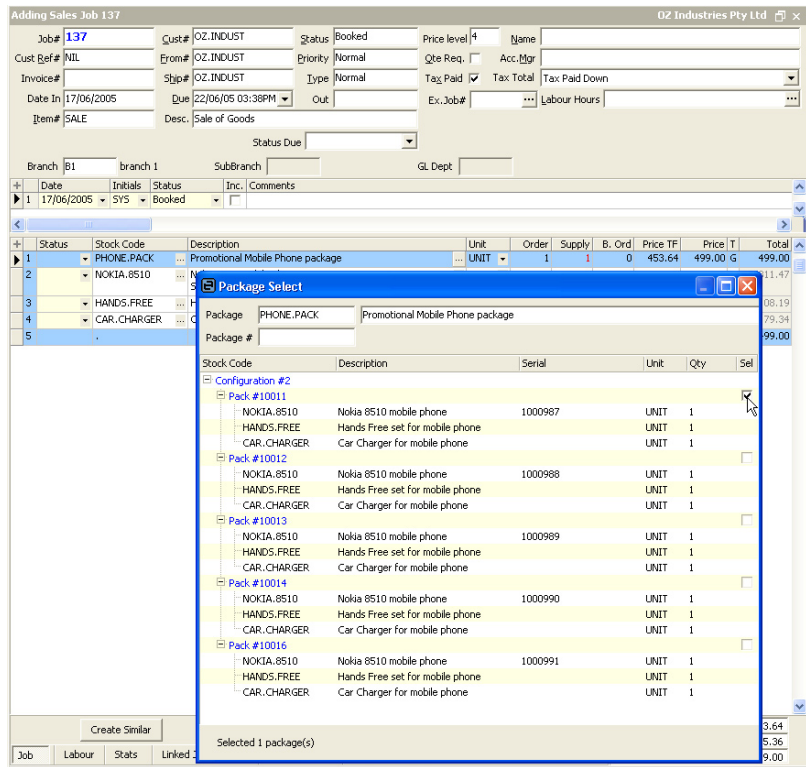 Adding Sales Job 137 OZ Industries Pty Ltd
Job# 137 Cust# OZ.INDUST Status Booked Price level 4 Name
Cust Ref# NIL From# OZ.INDUST Priority Normal Qte Req. Acc.Mgr
Invoice# Ship# OZ.INDUST Type Normal Tax Paid Tax Total Tax Paid Down
Date In 17/06/2005 Due 22/06/05 03:38PM Out Ex.Job# ... Labour Hours ...
Item# SALE Desc. Sale of Goods
Status Due
Branch B1 branch 1 SubBranch GL Dept
+ Date Initials Status Inc. Comments
1 17/06/2005 SYS Booked
+ Status Stock Code Description Unit Order Supply B. Ord Price TF Price T Total
1 PHONE.PACK ... Promotional Mobile Phone package ... UNIT 1 1 0 453.64 499.00 G 499.00
2 NOKIA.8510 ... 11.47
3 HANDS.FREE ... 08.19
4 CAR.CHARGER ... 79.34
5 . 99.00
Package Select
Package PHONE.PACK Promotional Mobile Phone package
Package #
Stock Code Description Serial Unit Qty Sel
Configuration #2
Pack #10011
NOKIA.8510 Nokia 8510 mobile phone 1000987 UNIT 1
HANDS.FREE Hands Free set for mobile phone UNIT 1
CAR.CHARGER Car Charger for mobile phone UNIT 1
Pack #10012
NOKIA.8510 Nokia 8510 mobile phone 1000988 UNIT 1
HANDS.FREE Hands Free set for mobile phone UNIT 1
CAR.CHARGER Car Charger for mobile phone UNIT 1
Pack #10013
NOKIA.8510 Nokia 8510 mobile phone 1000989 UNIT 1
HANDS.FREE Hands Free set for mobile phone UNIT 1
CAR.CHARGER Car Charger for mobile phone UNIT 1
Pack #10014
NOKIA.8510 Nokia 8510 mobile phone 1000990 UNIT 1
HANDS.FREE Hands Free set for mobile phone UNIT 1
CAR.CHARGER Car Charger for mobile phone UNIT 1
Pack #10016
NOKIA.8510 Nokia 8510 mobile phone 1000991 UNIT 1
HANDS.FREE Hands Free set for mobile phone UNIT 1
CAR.CHARGER Car Charger for mobile phone UNIT 1
Selected 1 package(s)
Create Similar 3.64
5.36
9.00
Job Labour Stats Linked